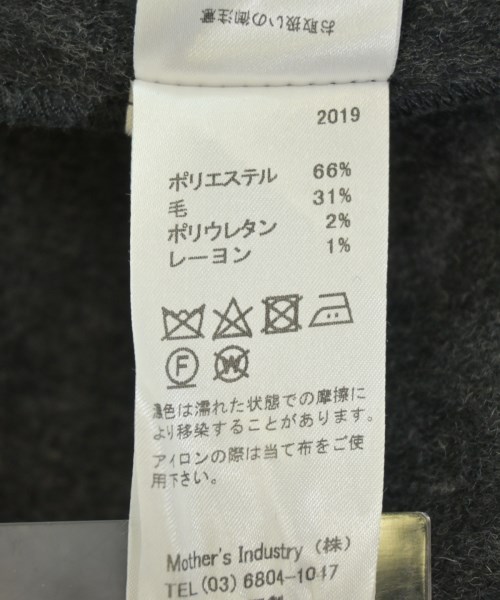 お取扱いの御注意
2019
ポリエステル 66%
毛 31%
ポリウレタン 2%
レーヨン 1%
F W
色は濡れた状態での摩擦に
より移染することがあります。
アイロンの際は当て布をご使
用下さい。
Mother's Industry (株)
TEL (03) 6804-1047